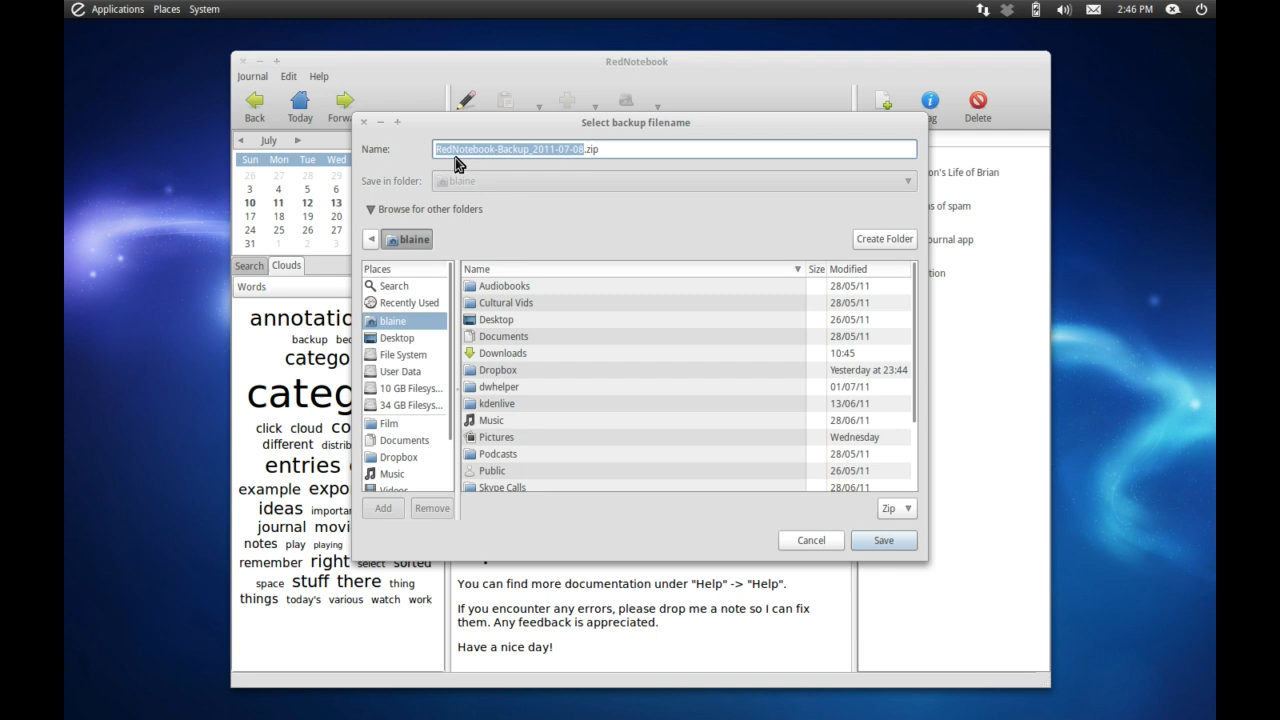 Applications Places System 2:46 PM
RedNotebook
Journal Edit Help
Back Today Forw ag Delete
Select backup filename
Name: RedNotebook-Backup_2011-07-08.zip
Save in folder: blaine
Browse for other folders
blaine Create Folder
July
Sun Mon Tue Wed
26 27 28 29
3 4 5 6
10 11 12 13
17 18 19 20
24 25 26 27
31 1 2 3
Search Clouds
Words
annotatio
backup bec
catego
categ
click cloud co
different distrib
entries
example expo
ideas importan
journal movi
notes play playing
remember right select sorted
space stuff there thing
things today's various watch work
Places
Search
Recently Used
blaine
Desktop
File System
User Data
10 GB Filesys...
34 GB Filesys...
Film
Documents
Dropbox
Music
Videos
Add Remove
Name Size Modified
Audiobooks 28/05/11
Cultural Vids 28/05/11
Desktop 26/05/11
Documents 28/05/11
Downloads 10:45
Dropbox Yesterday at 23:44
dwhelper 01/07/11
kdenlive 13/06/11
Music 28/06/11
Pictures Wednesday
Podcasts 28/05/11
Public 26/05/11
Skype Calls 28/06/11
Zip
Cancel Save
on's Life of Brian
s of spam
ournal app
tion
You can find more documentation under "Help" -> "Help".
If you encounter any errors, please drop me a note so I can fix
them. Any feedback is appreciated.
Have a nice day!